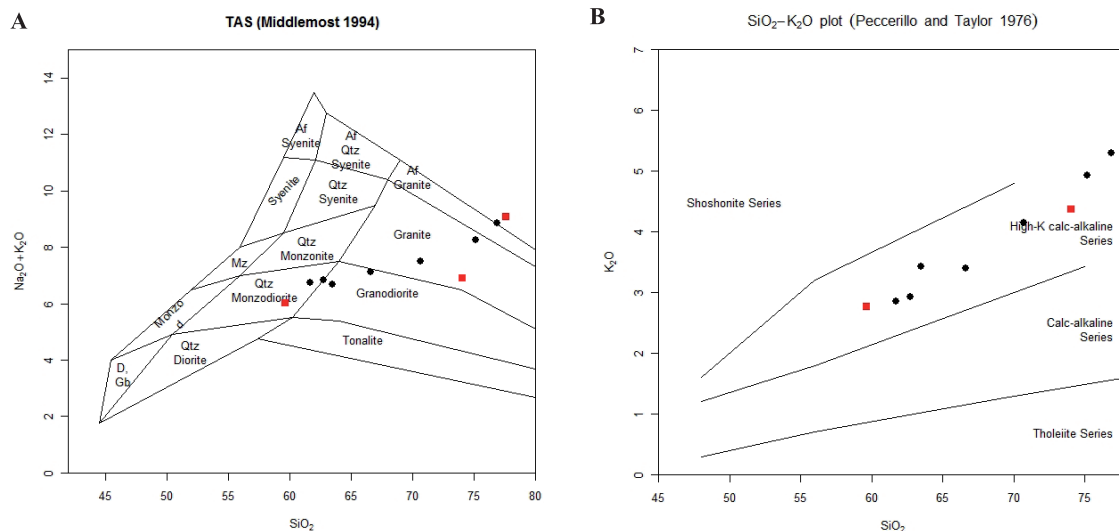 A
TAS (Middlemost 1994)
Na₂O + K₂O
14
12
10
8
6
4
2
0
Af
Syenite
Af
Qtz
Syenite
Af
Granite
Syenite
Qtz
Syenite
Mz
Qtz
Monzonite
Granite
Monzo
d
Qtz
Monzodiorite
Granodiorite
D,
Gb
Qtz
Diorite
Tonalite
45 50 55 60 65 70 75 80
SiO₂
B
SiO₂–K₂O plot (Peccerillo and Taylor 1976)
K₂O
7
6
5
4
3
2
1
0
Shoshonite Series
High-K calc-alkaline
Series
Calc-alkaline
Series
Tholeiite Series
45 50 55 60 65 70 75
SiO₂